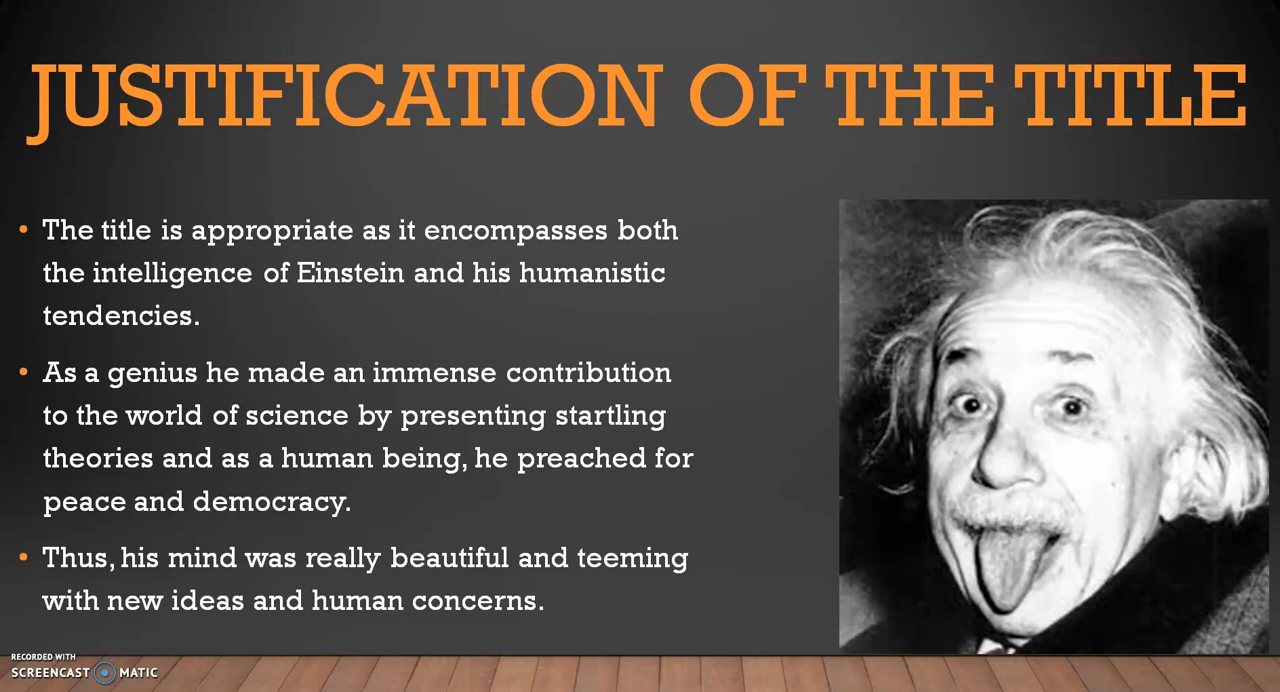 JUSTIFICATION OF THE TITLE
• The title is appropriate as it encompasses both
the intelligence of Einstein and his humanistic
tendencies.
• As a genius he made an immense contribution
to the world of science by presenting startling
theories and as a human being, he preached for
peace and democracy.
• Thus, his mind was really beautiful and teeming
with new ideas and human concerns.
RECORDED WITH
SCREENCAST MATIC